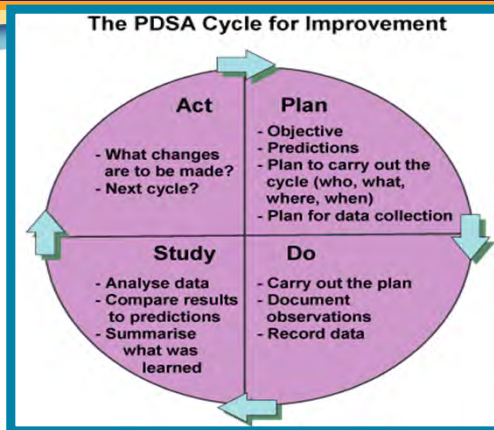 The PDSA Cycle for Improvement
Act
- What changes
are to be made?
- Next cycle?
Plan
- Objective
- Predictions
- Plan to carry out the
cycle (who, what,
where, when)
- Plan for data collection
Study
- Analyse data
- Compare results
to predictions
- Summarise
what was
learned
Do
- Carry out the plan
- Document
observations
- Record data